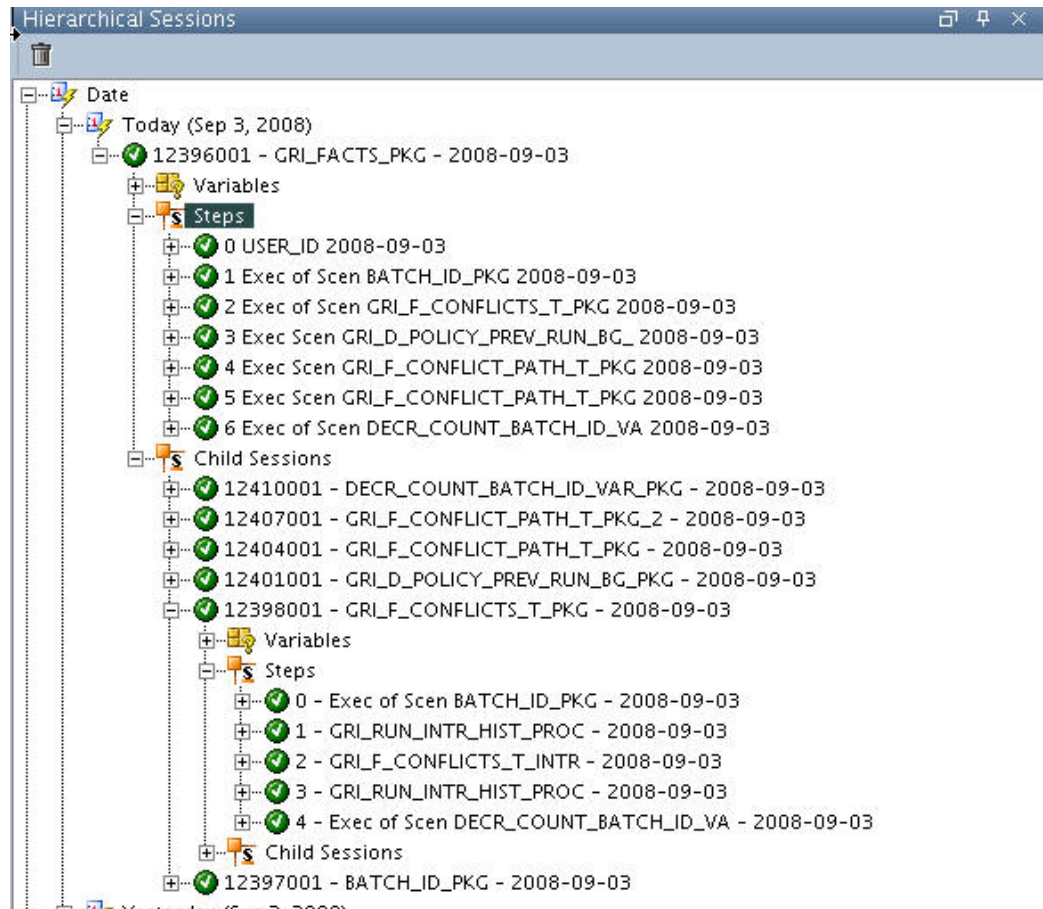 Hierarchical Sessions
Date
Today (Sep 3, 2008)
12396001 - GRI_FACTS_PKG - 2008-09-03
Variables
Steps
0 USER_ID 2008-09-03
1 Exec of Scen BATCH_ID_PKG 2008-09-03
2 Exec of Scen GRI_F_CONFLICTS_T_PKG 2008-09-03
3 Exec Scen GRI_D_POLICY_PREV_RUN_BG_ 2008-09-03
4 Exec Scen GRI_F_CONFLICT_PATH_T_PKG 2008-09-03
5 Exec Scen GRI_F_CONFLICT_PATH_T_PKG 2008-09-03
6 Exec of Scen DECR_COUNT_BATCH_ID_VA 2008-09-03
Child Sessions
12410001 - DECR_COUNT_BATCH_ID_VAR_PKG - 2008-09-03
12407001 - GRI_F_CONFLICT_PATH_T_PKG_2 - 2008-09-03
12404001 - GRI_F_CONFLICT_PATH_T_PKG - 2008-09-03
12401001 - GRI_D_POLICY_PREV_RUN_BG_PKG - 2008-09-03
12398001 - GRI_F_CONFLICTS_T_PKG - 2008-09-03
Variables
Steps
0 - Exec of Scen BATCH_ID_PKG - 2008-09-03
1 - GRI_RUN_INTR_HIST_PROC - 2008-09-03
2 - GRI_F_CONFLICTS_T_INTR - 2008-09-03
3 - GRI_RUN_INTR_HIST_PROC - 2008-09-03
4 - Exec of Scen DECR_COUNT_BATCH_ID_VA - 2008-09-03
Child Sessions
12397001 - BATCH_ID_PKG - 2008-09-03